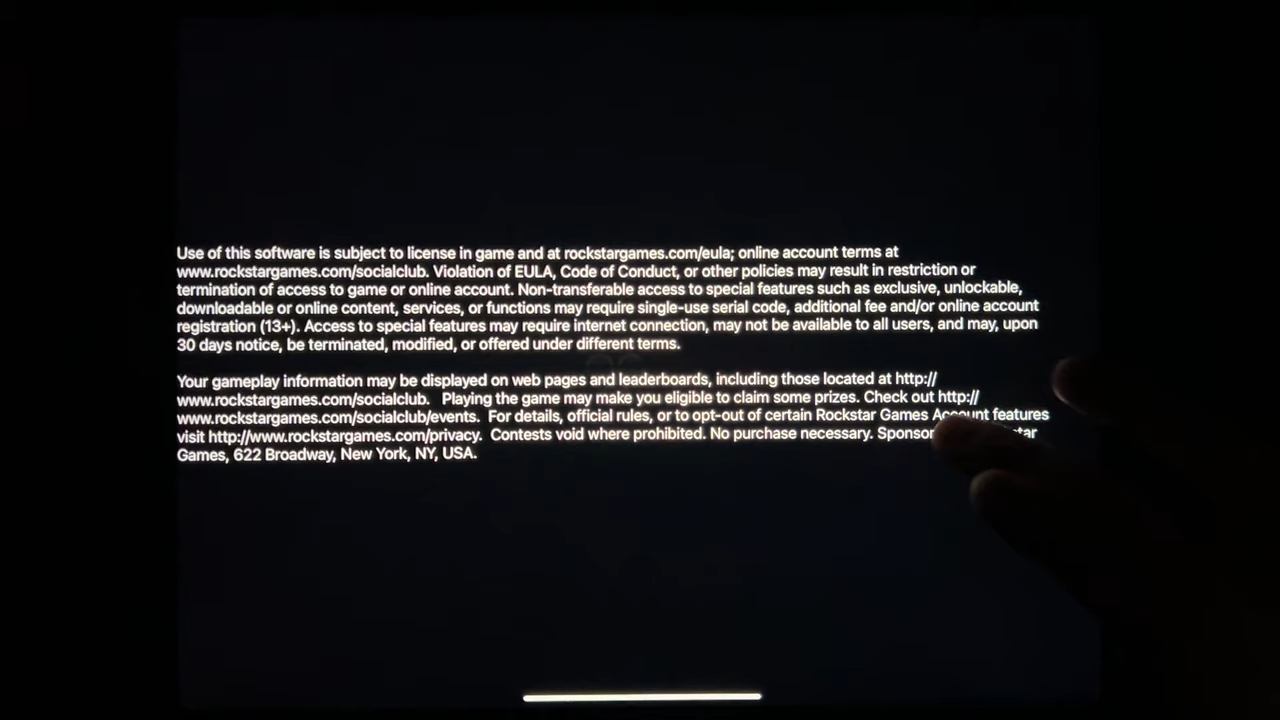 Use of this software is subject to license in game and at rockstargames.com/eula; online account terms at
www.rockstargames.com/socialclub. Violation of EULA, Code of Conduct, or other policies may result in restriction or
termination of access to game or online account. Non-transferable access to special features such as exclusive, unlockable,
downloadable or online content, services, or functions may require single-use serial code, additional fee and/or online account
registration (13+). Access to special features may require internet connection, may not be available to all users, and may, upon
30 days notice, be terminated, modified, or offered under different terms.
Your gameplay information may be displayed on web pages and leaderboards, including those located at http://
www.rockstargames.com/socialclub. Playing the game may make you eligible to claim some prizes. Check out http://
www.rockstargames.com/socialclub/events. For details, official rules, or to opt-out of certain Rockstar Games Account features
visit http://www.rockstargames.com/privacy. Contests void where prohibited. No purchase necessary.
Games, 622 Broadway, New York, NY, USA.